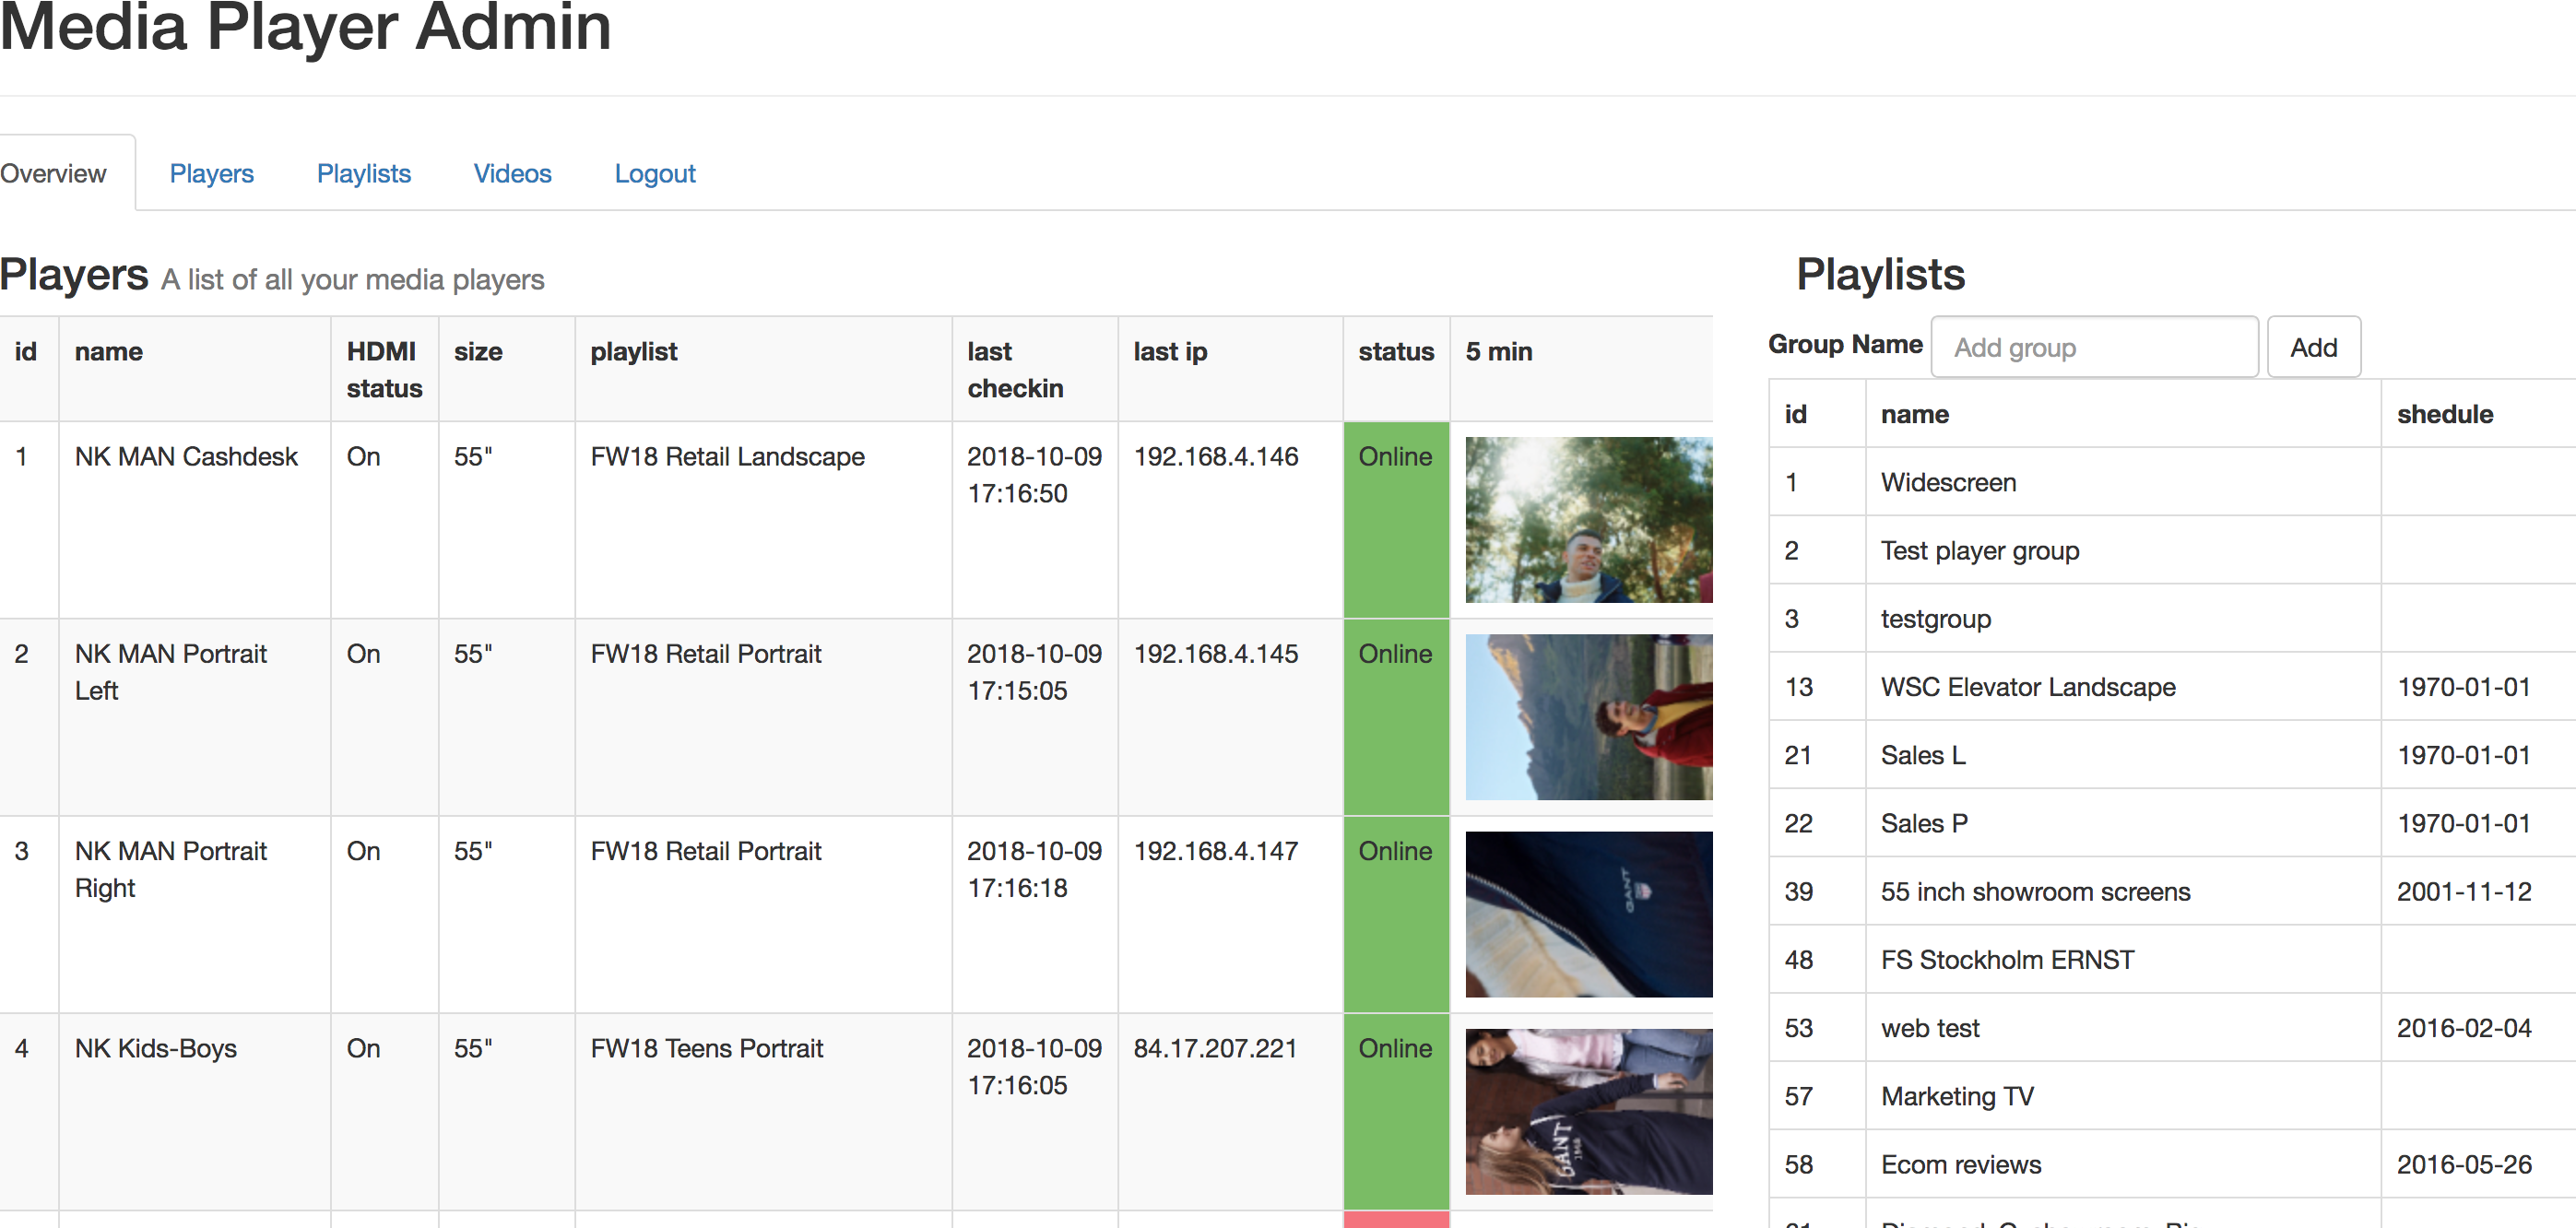 Media Player Admin
Overview Players Playlists Videos Logout
Players A list of all your media players
id name HDMI status size playlist last checkin last ip status 5 min
1 NK MAN Cashdesk On 55" FW18 Retail Landscape 2018-10-09 17:16:50 192.168.4.146 Online
2 NK MAN Portrait Left On 55" FW18 Retail Portrait 2018-10-09 17:15:05 192.168.4.145 Online
3 NK MAN Portrait Right On 55" FW18 Retail Portrait 2018-10-09 17:16:18 192.168.4.147 Online
GANT
4 NK Kids-Boys On 55" FW18 Teens Portrait 2018-10-09 17:16:05 84.17.207.221 Online
GANT
Playlists
Group Name Add group Add
id name shedule
1 Widescreen
2 Test player group
3 testgroup
13 WSC Elevator Landscape 1970-01-01
21 Sales L 1970-01-01
22 Sales P 1970-01-01
39 55 inch showroom screens 2001-11-12
48 FS Stockholm ERNST
53 web test 2016-02-04
57 Marketing TV
58 Ecom reviews 2016-05-26